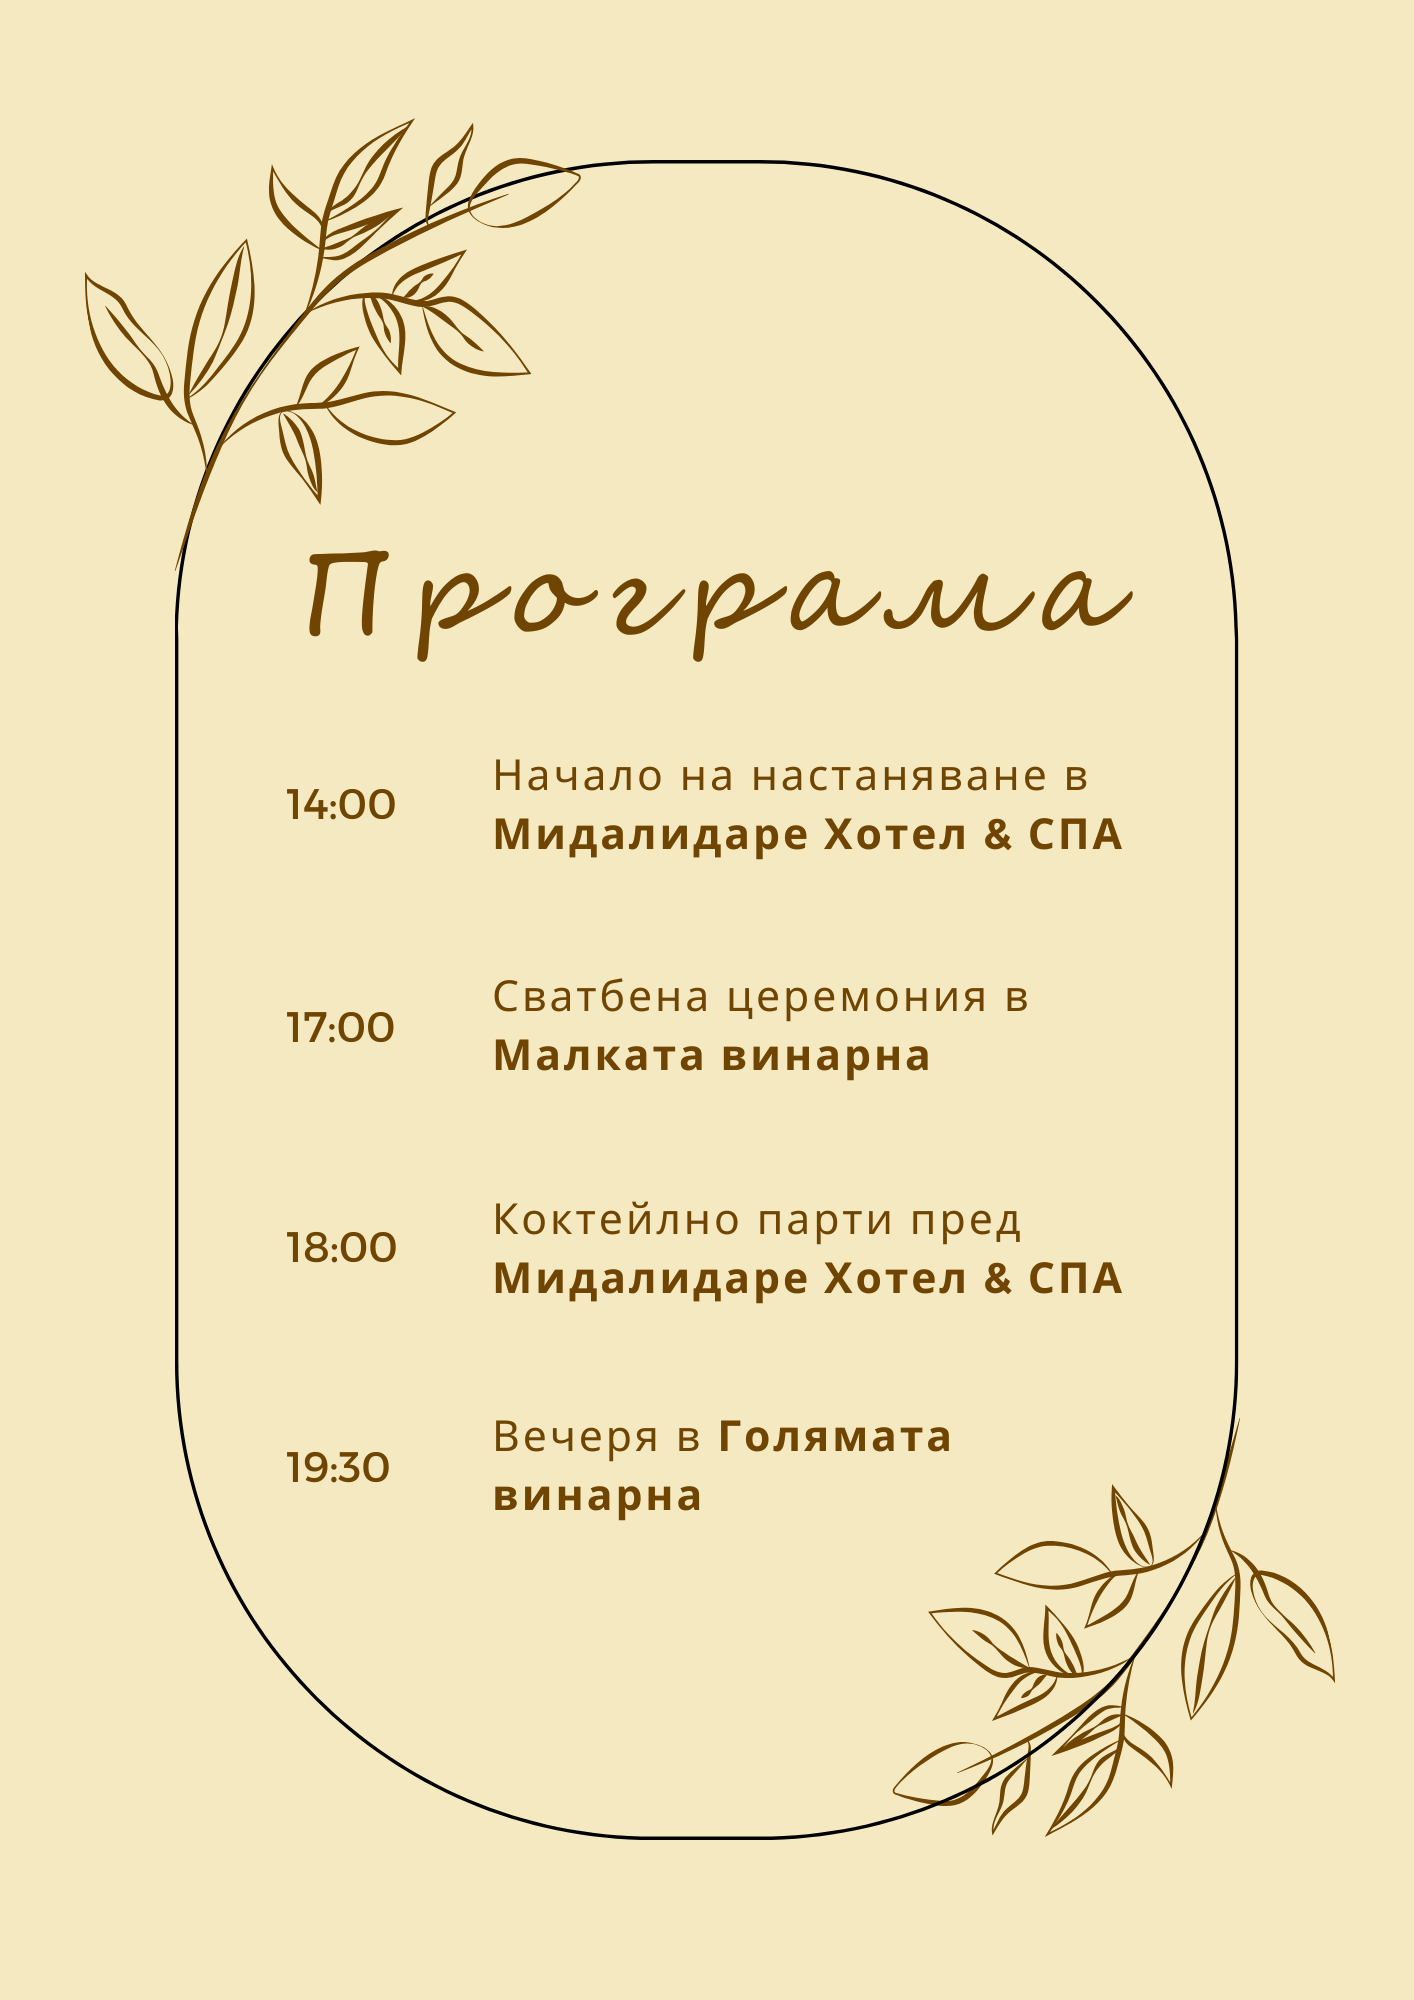 Програма
14:00
Начало на настаняване в
Мидалидаре Хотел & СПА
17:00
Сватбена церемония в
Малката винарна
18:00
Коктейлно парти пред
Мидалидаре Хотел & СПА
19:30
Вечеря в Голямата
винарна